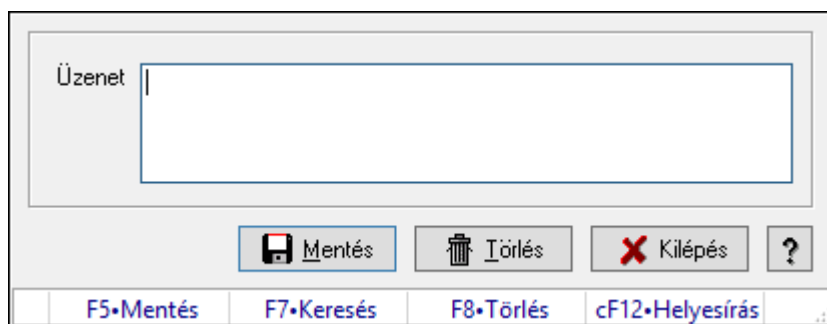 Üzenet
Mentés Törlés Kilépés ?
F5•Mentés F7•Keresés F8•Törlés cF12•Helyesírás